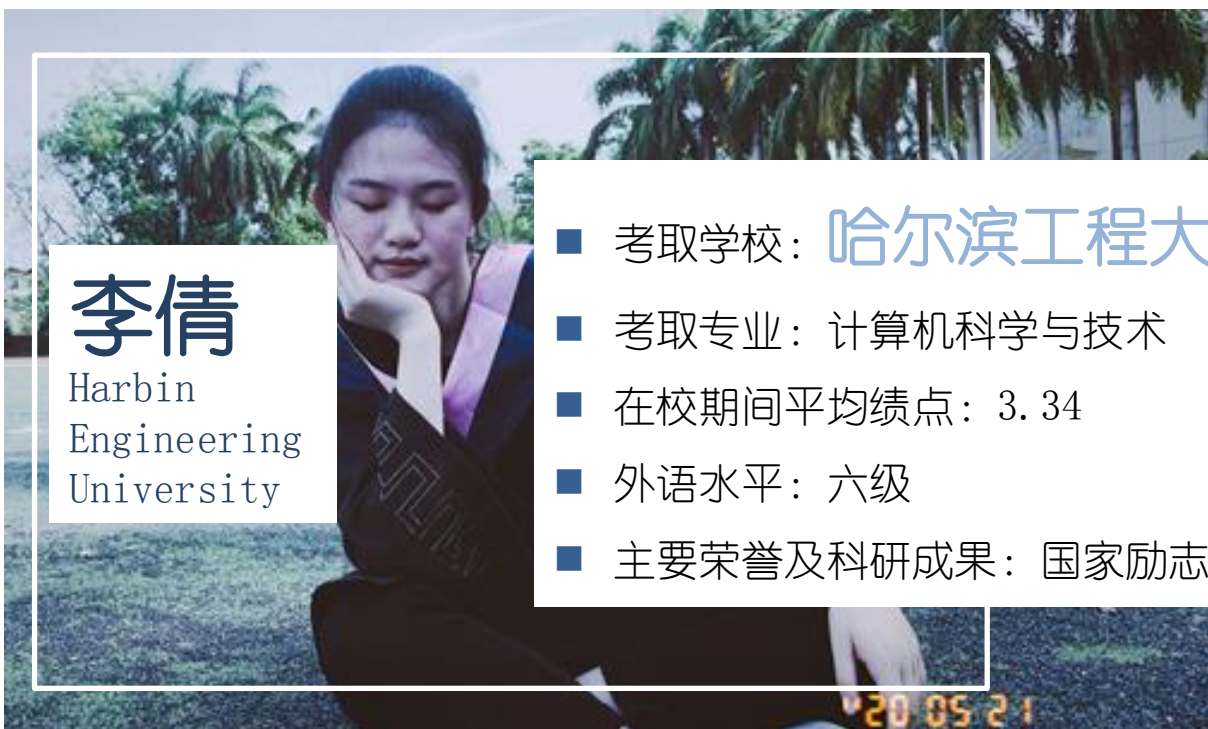 李倩
Harbin
Engineering
University
考取学校：哈尔滨工程大
考取专业：计算机科学与技术
在校期间平均绩点：3.34
外语水平：六级
主要荣誉及科研成果：国家励志
20 05 21